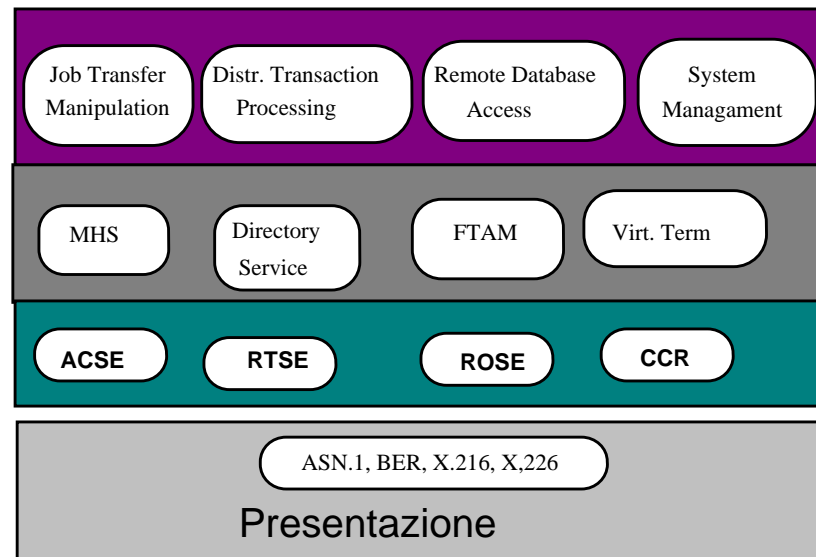 Job Transfer
Manipulation
Distr. Transaction
Processing
Remote Database
Access
System
Managament
MHS
Directory
Service
FTAM
Virt. Term
ACSE
RTSE
ROSE
CCR
ASN.1, BER, X.216, X,226
Presentazione